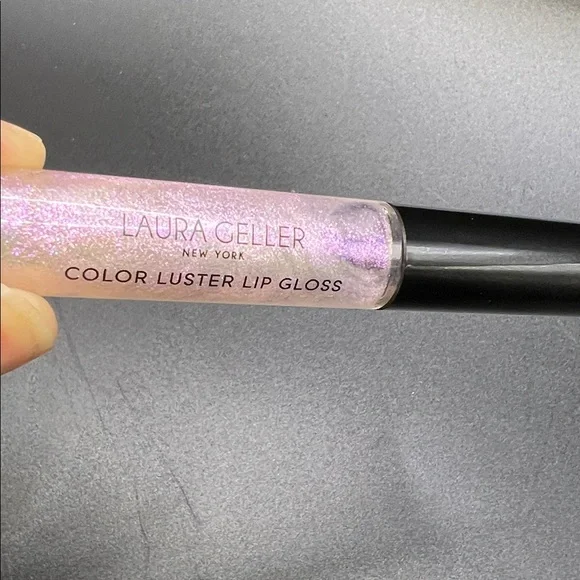 LAURA GELLER
NEW YORK
COLOR LUSTER LIP GLOSS